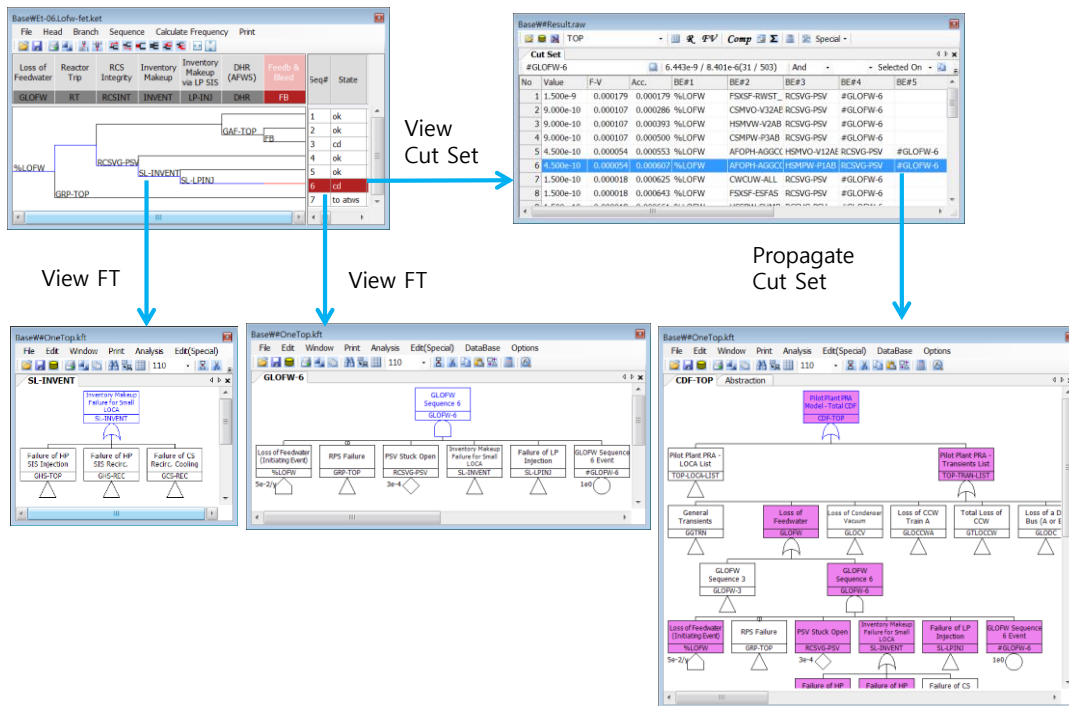 Base\#Et-06.Lofw-fet.ket
File Head Branch Sequence Calculate Frequency Print
Loss of Feedwater
Reactor Trip
RCS Integrity
Inventory Makeup
Inventory Makeup via LP SIS
DHR (AFWS)
Feedb & Bleed
Seq#
State
GLOFW RT RCSINT INVENT LP-INJ DHR FB
%LOFW
GRP-TOP
RCSVG-PSV
SL-INVENT
SL-LPINJ
GAF-TOP
FB
1 ok
2 ok
3 cd
4 ok
5 ok
6 cd
7 to atws
View
Cut Set
Base₩#Result.raw
TOP R FV Comp Σ Special
Cut Set
#GLOFW-6 6.443e-9 / 8.401e-6(31 / 503) And - Selected On
No Value F-V Acc. BE#1 BE#2 BE#3 BE#4 BE#5
1 1.500e-9 0.000179 0.000179 %LOFW FSXSF-RWST_ RCSVG-PSV #GLOFW-6
2 9.000e-10 0.000107 0.000286 %LOFW CSMVO-V32AB RCSVG-PSV #GLOFW-6
3 9.000e-10 0.000107 0.000393 %LOFW HSMVW-V2AB RCSVG-PSV #GLOFW-6
4 9.000e-10 0.000107 0.000500 %LOFW CSMPW-P3AB RCSVG-PSV #GLOFW-6
5 4.500e-10 0.000054 0.000553 %LOFW AFOPH-AGGCC HSMVO-V12AE RCSVG-PSV #GLOFW-6
6 4.500e-10 0.000054 0.000607 %LOFW AFOPH-AGGCC HSMPW-P1AB RCSVG-PSV #GLOFW-6
7 1.500e-10 0.000018 0.000625 %LOFW CWCUW-ALL RCSVG-PSV #GLOFW-6
8 1.500e-10 0.000018 0.000643 %LOFW FSXSF-ESFAS RCSVG-PSV #GLOFW-6
View FT
View FT
Propagate
Cut Set
Base₩#OneTop.kft
File Edit Window Print Analysis Edit(Special)
110
SL-INVENT
Inventory Makeup
Failure for Small
LOCA
SL-INVENT
Failure of HP SIS Injection
GHS-TOP
Failure of HP SIS Recirc.
GHS-REC
Failure of CS Recirc. Cooling
GCS-REC
Base₩#OneTop.kft
File Edit Window Print Analysis Edit(Special) DataBase Options
110
GLOFW-6
GLOFW
Sequence 6
GLOFW-6
Loss of Feedwater (Initiating Event)
%LOFW
5e-2/y
RPS Failure
GRP-TOP
PSV Stuck Open
RCSVG-PSV
3e-4
Inventory Makeup Failure for Small LOCA
SL-INVENT
Failure of LP Injection
SL-LPINJ
GLOFW Sequence 6 Event
#GLOFW-6
1e0
Base₩#OneTop.kft
File Edit Window Print Analysis Edit(Special) DataBase Options
110
CDF-TOP Abstraction
Pilot Plant PRA
Model - Total CDF
CDF-TOP
Pilot Plant PRA - LOCA List
TOP-LOCA-LIST
Pilot Plant PRA - Transients List
TOP-TRAN-LIST
General Transients
GGTRN
Loss of Feedwater
GLOFW
Loss of Condenser Vacuum
GLOCV
Loss of CCW Train A
GLOCCWA
Total Loss of CCW
GTLOCCW
Loss of a D
Bus (A or E
GLODC
GLOFW Sequence 3
GLOFW-3
GLOFW Sequence 6
GLOFW-6
Loss of Feedwater (Initiating Event)
%LOFW
5e-2/y
RPS Failure
GRP-TOP
PSV Stuck Open
RCSVG-PSV
3e-4
Inventory Makeup Failure for Small LOCA
SL-INVENT
Failure of LP Injection
SL-LPINJ
GLOFW Sequence 6 Event
#GLOFW-6
1e0
Failure of HP
Failure of HP
Failure of CS